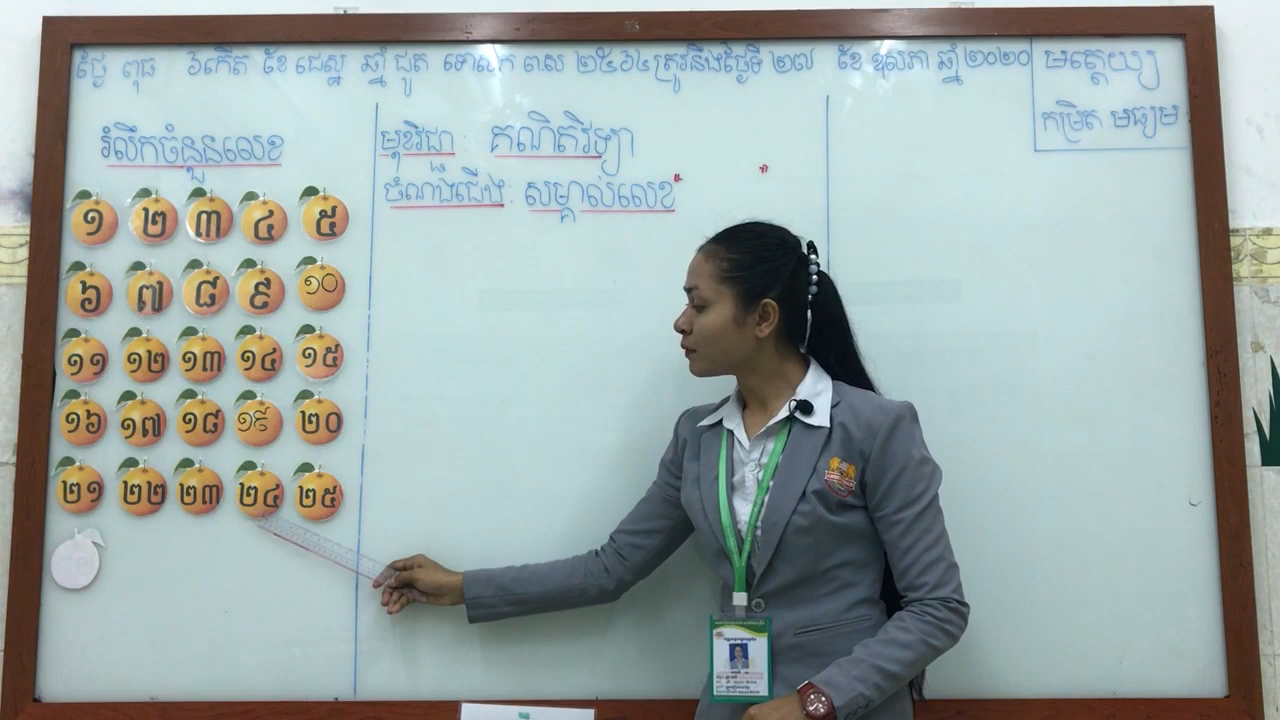 ថ្ងៃ ពុធ ៦កើត ខែ ជេស្ឋ ឆ្នាំ ជូត ទោស័ក ព.ស ២៥៦៤ ត្រូវនឹងថ្ងៃទី ២៧ ខែ ឧសភា ឆ្នាំ ២០២០
មត្តេយ្យ
កម្រិត មធ្យម
រំលឹកចំនួនលេខ
មុខវិជ្ជា : គណិតវិទ្យា
ចំណងជើង : សម្គាល់លេខ " "
១ ២ ៣ ៤ ៥
៦ ៧ ៨ ៩ ១០
១១ ១២ ១៣ ១៤ ១៥
១៦ ១៧ ១៨ ១៩ ២០
២១ ២២ ២៣ ២៤ ២៥